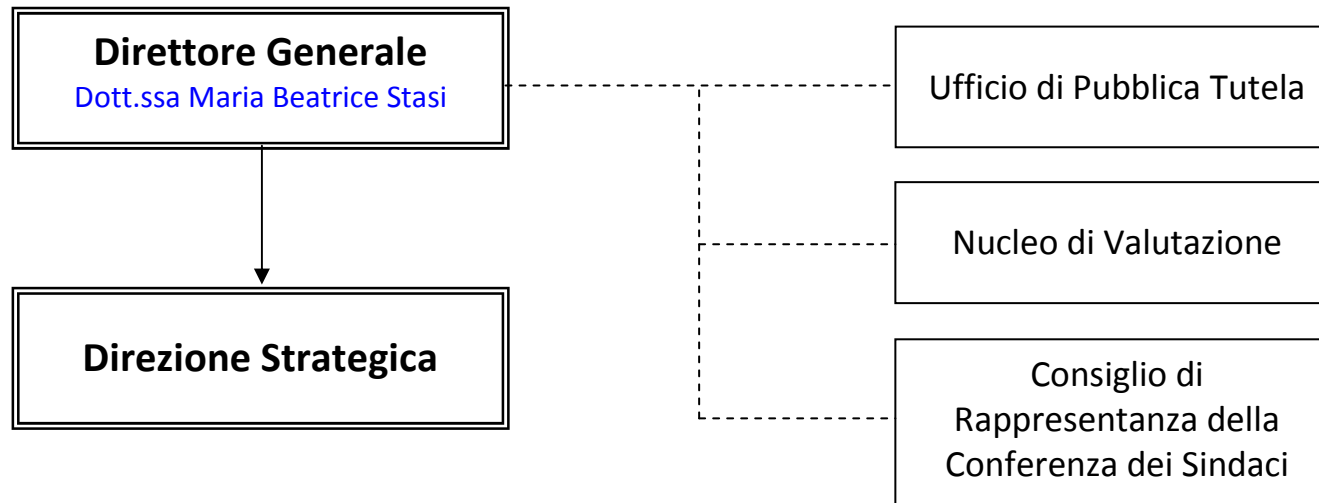 Direttore Generale
Dott.ssa Maria Beatrice Stasi
Ufficio di Pubblica Tutela
Nucleo di Valutazione
Direzione Strategica
Consiglio di
Rappresentanza della
Conferenza dei Sindaci